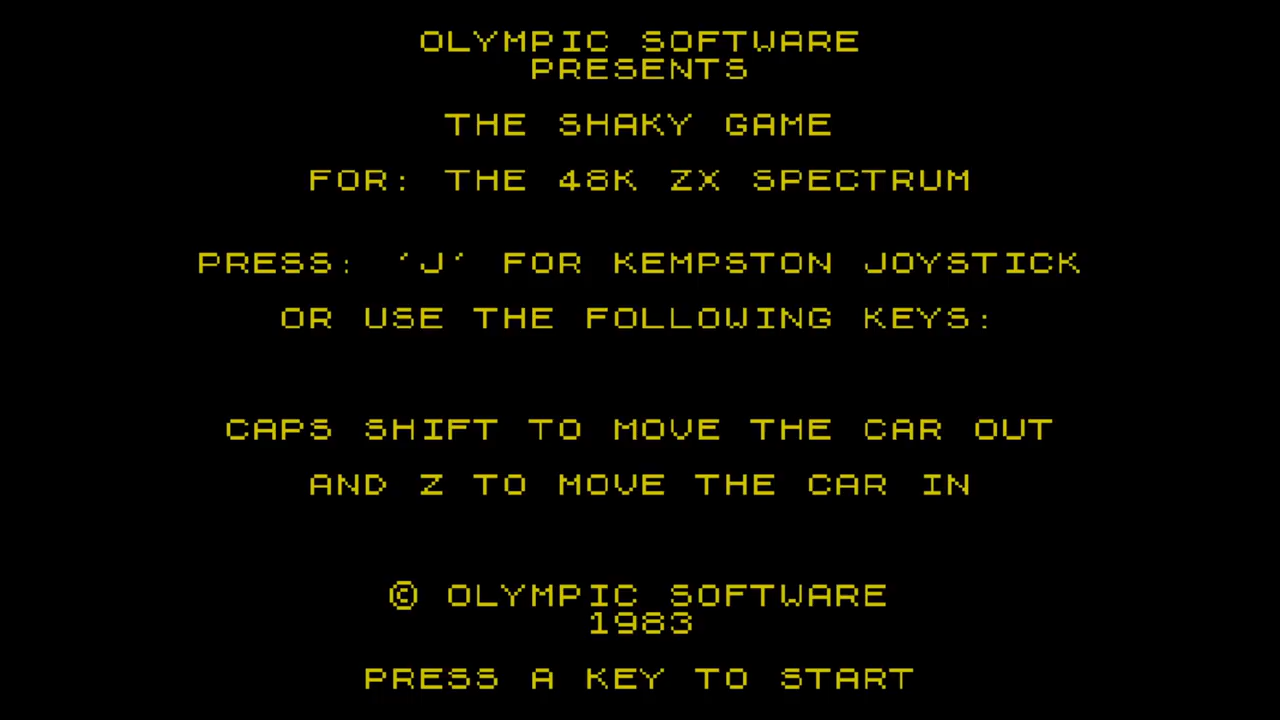 OLYMPIC SOFTWARE
PRESENTS
THE SHAKY GAME
FOR: THE 48K ZX SPECTRUM
PRESS: 'J' FOR KEMPSTON JOYSTICK
OR USE THE FOLLOWING KEYS:
CAPS SHIFT TO MOVE THE CAR OUT
AND Z TO MOVE THE CAR IN
© OLYMPIC SOFTWARE
1983
PRESS A KEY TO START